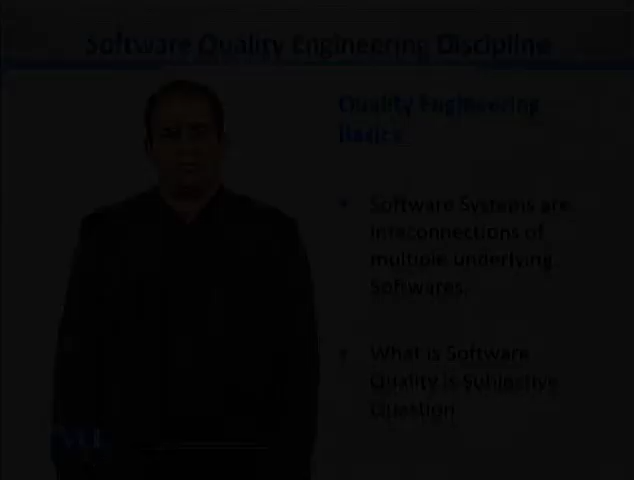 Software Quality Engineering Discipline
Quality Engineering
Basics
• Software Systems are
interconnections of
multiple underlying
Softwares.
• What is Software
Quality is Subjective
Question